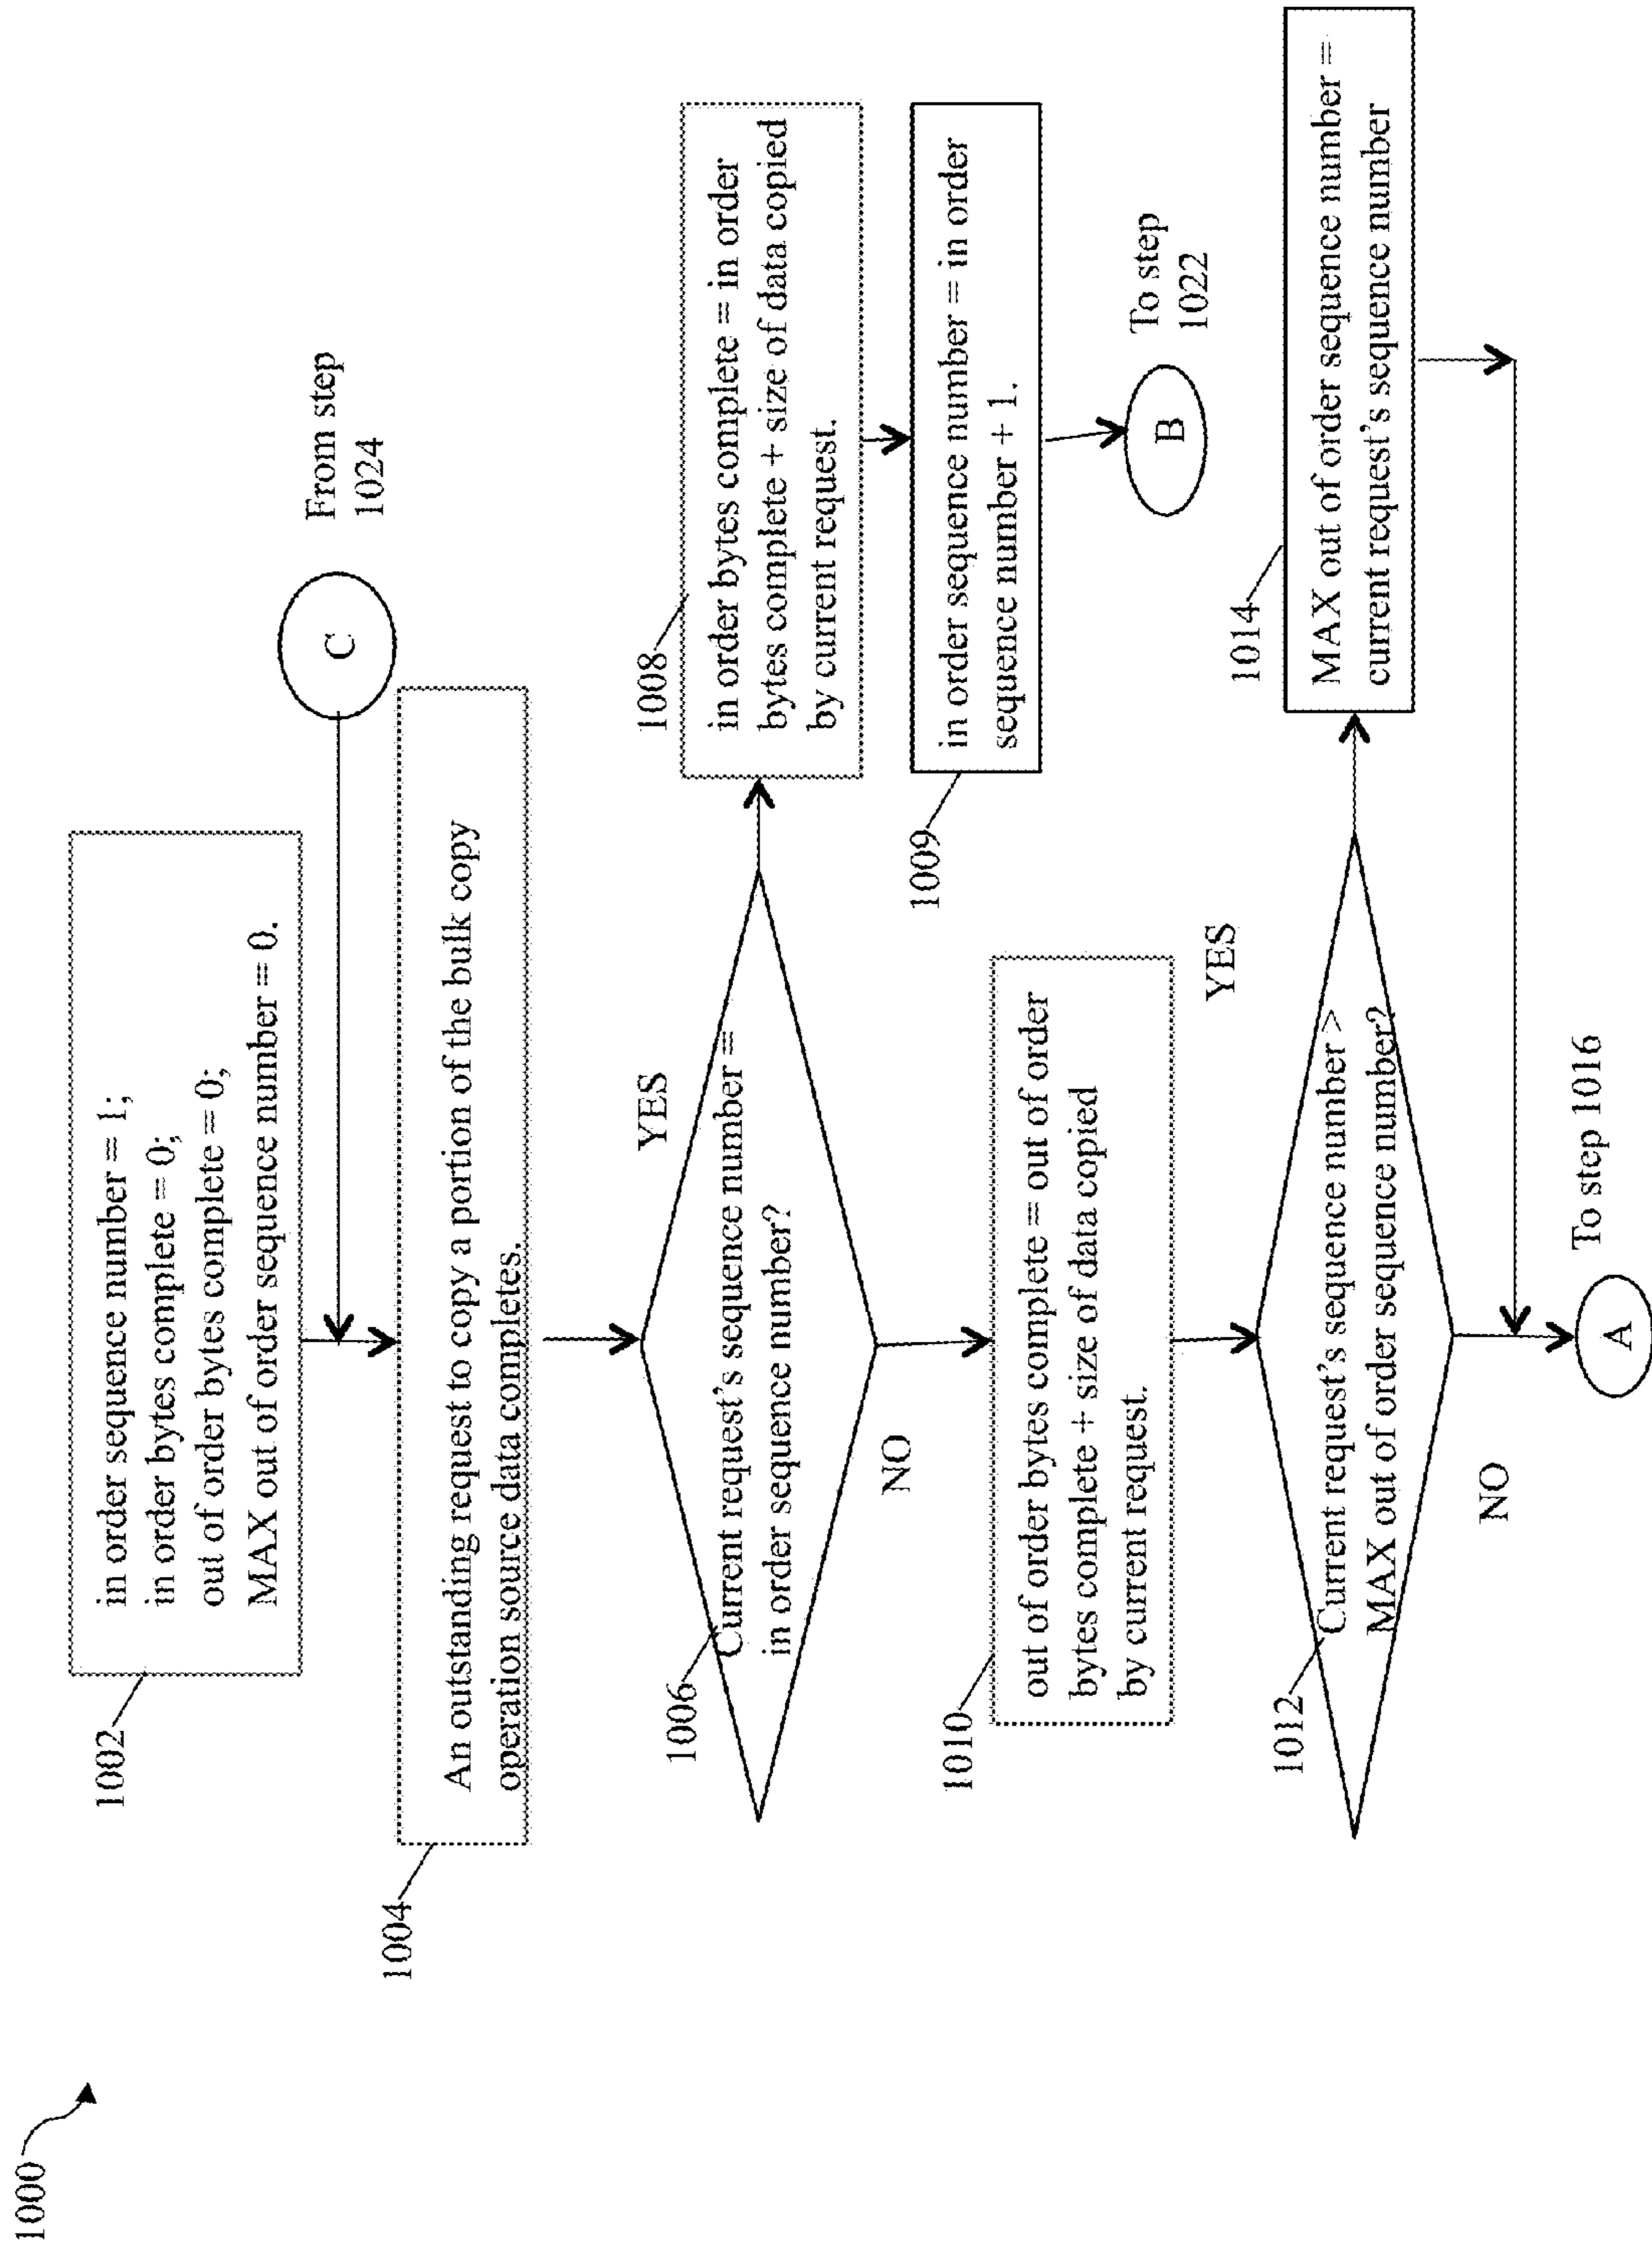 1000
1002
in order sequence number = 1;
in order bytes complete = 0;
out of order bytes complete = 0;
MAX out of order sequence number = 0.
C
From step
1024
1004
An outstanding request to copy a portion of the bulk copy
operation source data completes.
1006
Current request's sequence number =
in order sequence number?
YES
NO
1008
in order bytes complete = in order
bytes complete + size of data copied
by current request.
1009
in order sequence number = in order
sequence number + 1.
B
To step
1022
1010
out of order bytes complete = out of order
bytes complete + size of data copied
by current request.
1012
Current request's sequence number >
MAX out of order sequence number?
YES
NO
1014
MAX out of order sequence number =
current request's sequence number
A
To step 1016